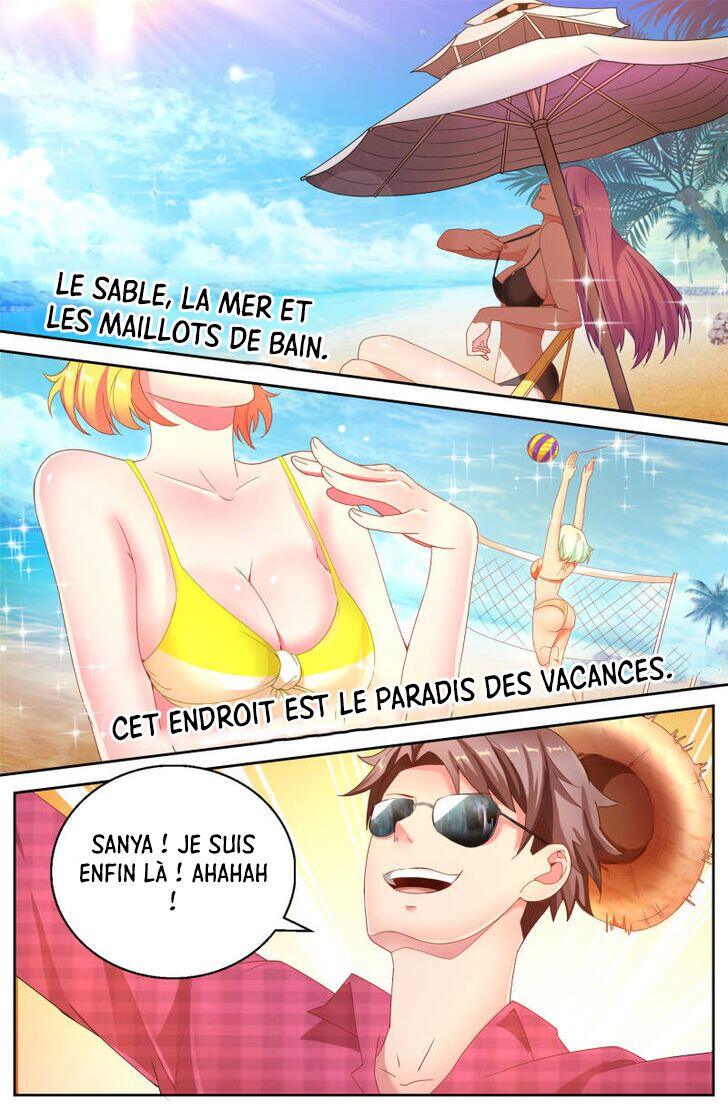 LE SABLE, LA MER ET
LES MAILLOTS DE BAIN.
CET ENDROIT EST LE PARADIS DES VACANCES.
SANYA ! JE SUIS
ENFIN LÀ ! AHAHAH
!